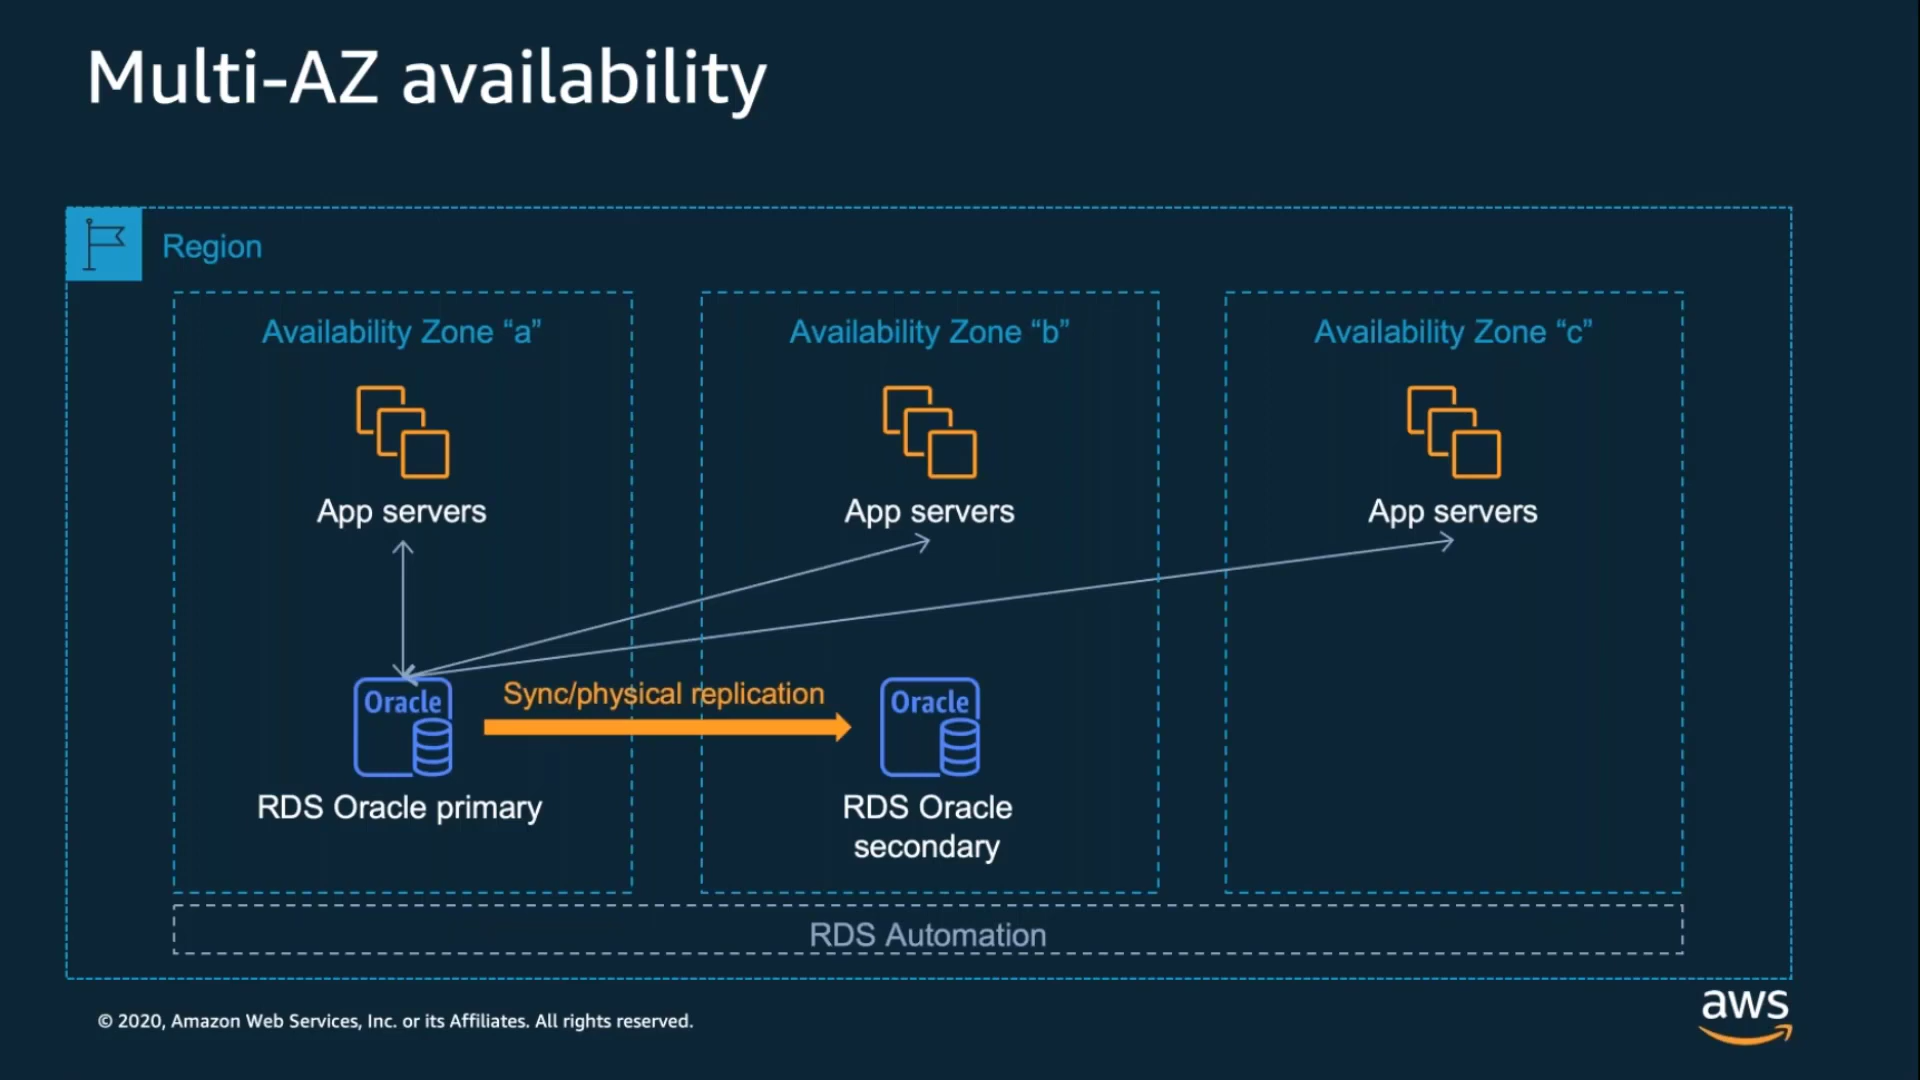 Multi-AZ availability
Region
Availability Zone “a”
Availability Zone “b”
Availability Zone “c”
App servers
App servers
App servers
Oracle
Sync/physical replication
Oracle
RDS Oracle primary
RDS Oracle
secondary
RDS Automation
© 2020, Amazon Web Services, Inc. or its Affiliates. All rights reserved.
aws